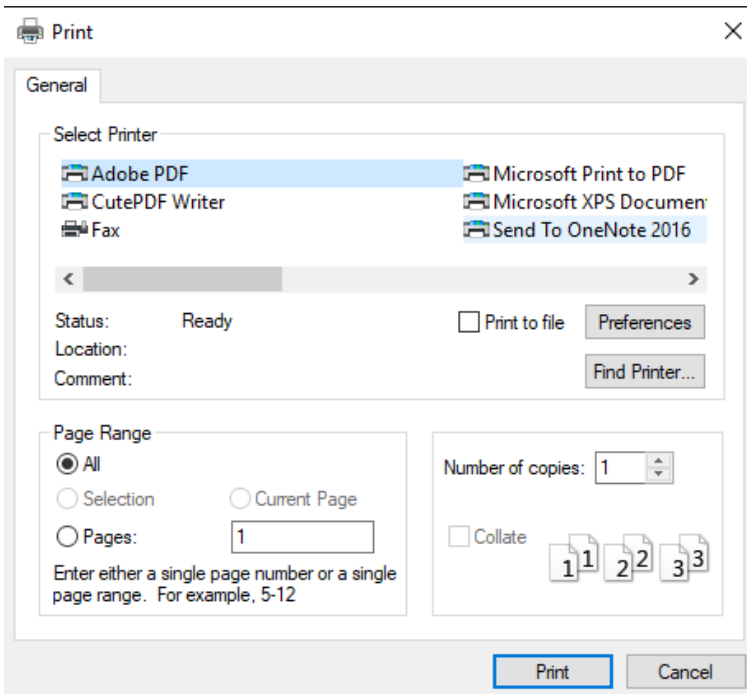 Print
General
Select Printer
Adobe PDF
Microsoft Print to PDF
CutePDF Writer
Microsoft XPS Documen
Fax
Send To OneNote 2016
Status: Ready
Print to file
Preferences
Location:
Find Printer...
Comment:
Page Range
All
Selection
Current Page
Pages: 1
Enter either a single page number or a single
page range. For example, 5-12
Number of copies: 1
Collate
1 1 2 2 3 3
Print
Cancel